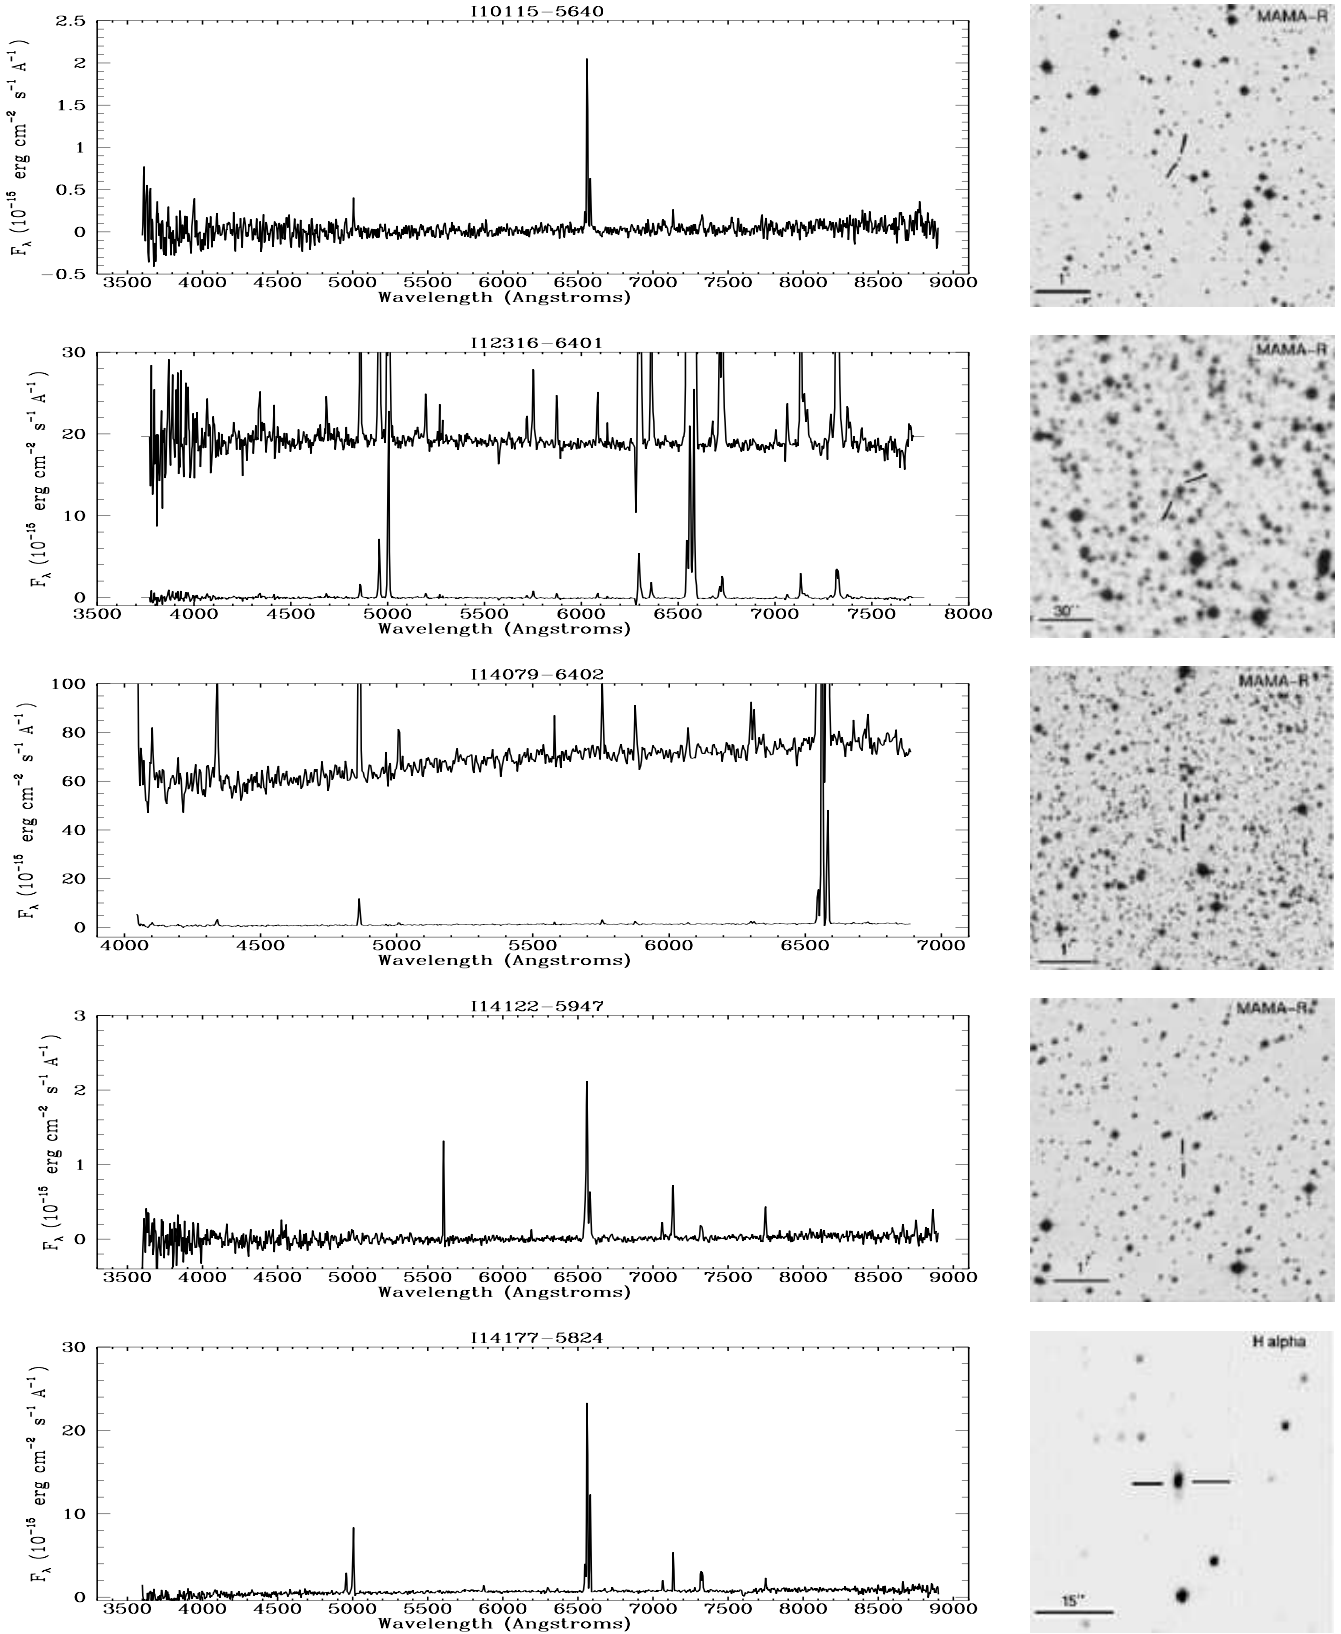 I10115-5640
MAMA-R
2.5
2
1.5
1
0.5
0
-0.5
F_λ (10^-15 erg cm^-2 s^-1 A^-1)
3500 4000 4500 5000 5500 6000 6500 7000 7500 8000 8500 9000
Wavelength (Angstroms)
1'
I12316-6401
MAMA-R
30
20
10
0
F_λ (10^-15 erg cm^-2 s^-1 A^-1)
3500 4000 4500 5000 5500 6000 6500 7000 7500 8000
Wavelength (Angstroms)
30''
I14079-6402
MAMA-R
100
80
60
40
20
0
F_λ (10^-15 erg cm^-2 s^-1 A^-1)
4000 4500 5000 5500 6000 6500 7000
Wavelength (Angstroms)
1'
I14122-5947
MAMA-R
3
2
1
0
F_λ (10^-15 erg cm^-2 s^-1 A^-1)
3500 4000 4500 5000 5500 6000 6500 7000 7500 8000 8500 9000
Wavelength (Angstroms)
1'
I14177-5824
H alpha
30
20
10
0
F_λ (10^-15 erg cm^-2 s^-1 A^-1)
3500 4000 4500 5000 5500 6000 6500 7000 7500 8000 8500 9000
Wavelength (Angstroms)
15''